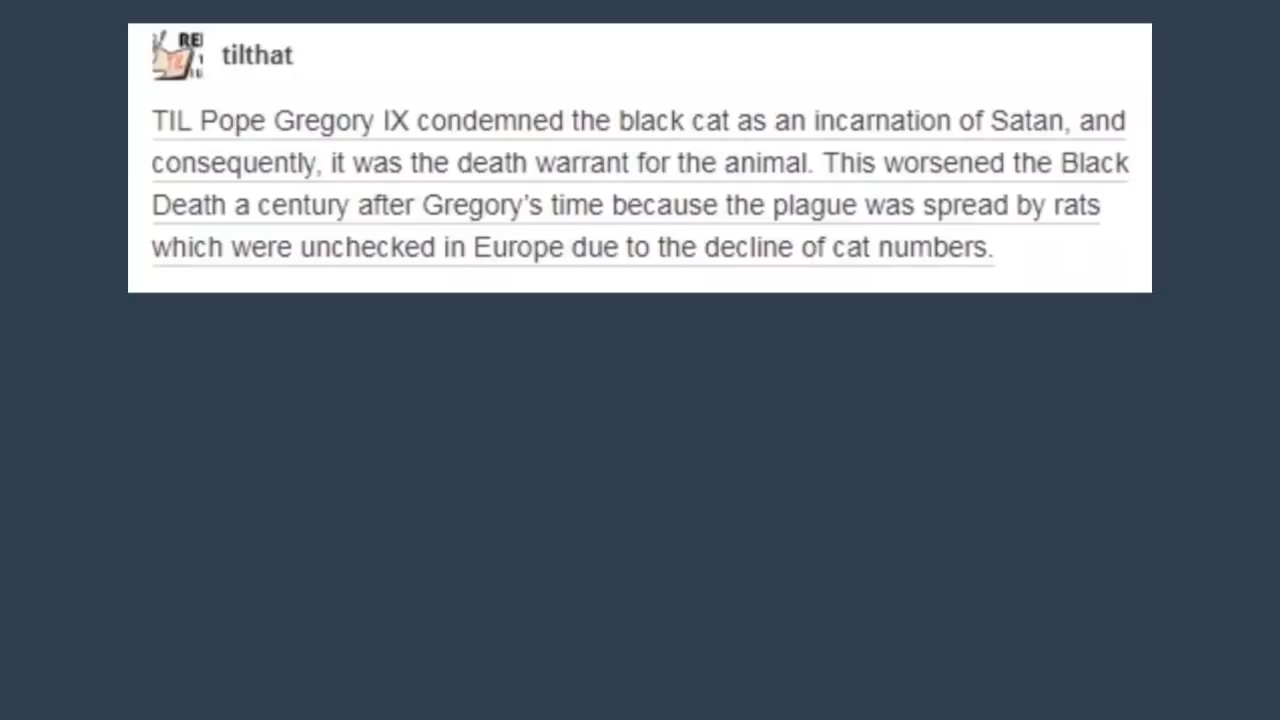 tilthat
TIL Pope Gregory IX condemned the black cat as an incarnation of Satan, and
consequently, it was the death warrant for the animal. This worsened the Black
Death a century after Gregory’s time because the plague was spread by rats
which were unchecked in Europe due to the decline of cat numbers.